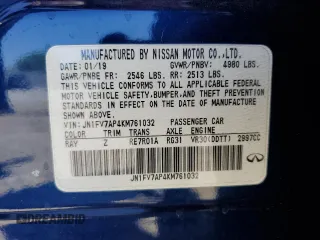 MANUFACTURED BY NISSAN MOTOR CO.,LTD.
DATE: 01/19 GVWR/PNBV: 4980 LBS.
GAWR/PNBE FR: 2546 LBS. RR: 2513 LBS.
THIS VEHICLE CONFORMS TO ALL APPLICABLE FEDERAL
MOTOR VEHICLE SAFETY,BUMPER,AND THEFT PREVENTION
STANDARDS IN EFFECT ON THE DATE OF MANUFACTURE
SHOWN ABOVE.
VIN: JN1FV7AP4KM761032 PASSENGER CAR
COLOR: TRIM TRANS AXLE ENGINE
RAY Z RE7R01A RG31 VR30(DDTT) 2997CC
JN1FV7AP4KM761032
INFINITI
DREAMBID